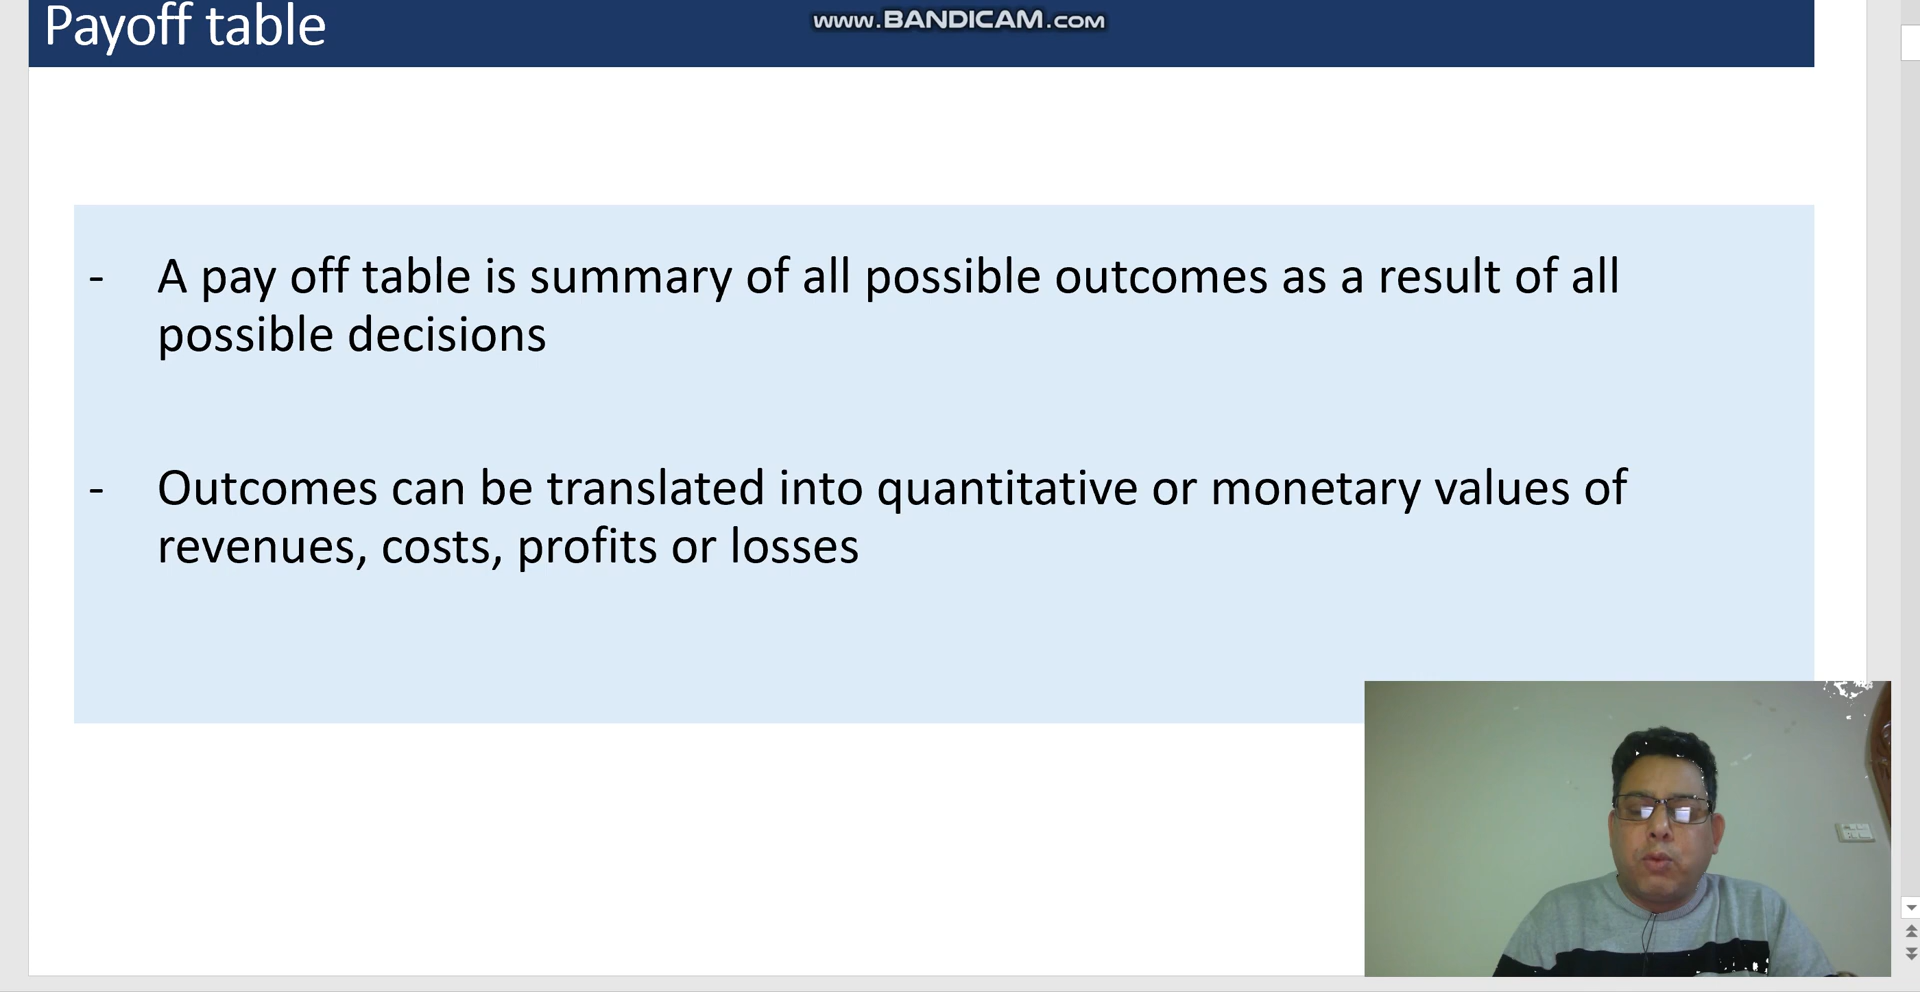 Payoff table
www.BANDICAM.COM
- A pay off table is summary of all possible outcomes as a result of all
possible decisions
- Outcomes can be translated into quantitative or monetary values of
revenues, costs, profits or losses